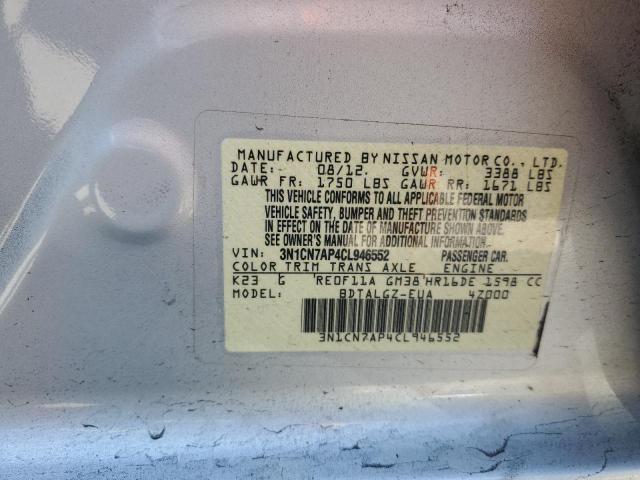 MANUFACTURED BY NISSAN MOTOR CO., LTD.
DATE: 08/12. GVWR: 3388 LBS
GAWR FR: 1750 LBS GAWR RR: 1671 LBS
THIS VEHICLE CONFORMS TO ALL APPLICABLE FEDERAL MOTOR
VEHICLE SAFETY, BUMPER AND THEFT PREVENTION STANDARDS
IN EFFECT ON THE DATE OF MANUFACTURE SHOWN ABOVE.
SEE OWNER'S MANUAL FOR ADDITIONAL INFORMATION.
VIN: 3N1CN7AP4CL946552 PASSENGER CAR.
COLOR TRIM TRANS AXLE ENGINE
K23 G RE0F11A GM38 HR16DE 1598 CC
MODEL: BDTALGZ-EUA 4Z000
3N1CN7AP4CL946552